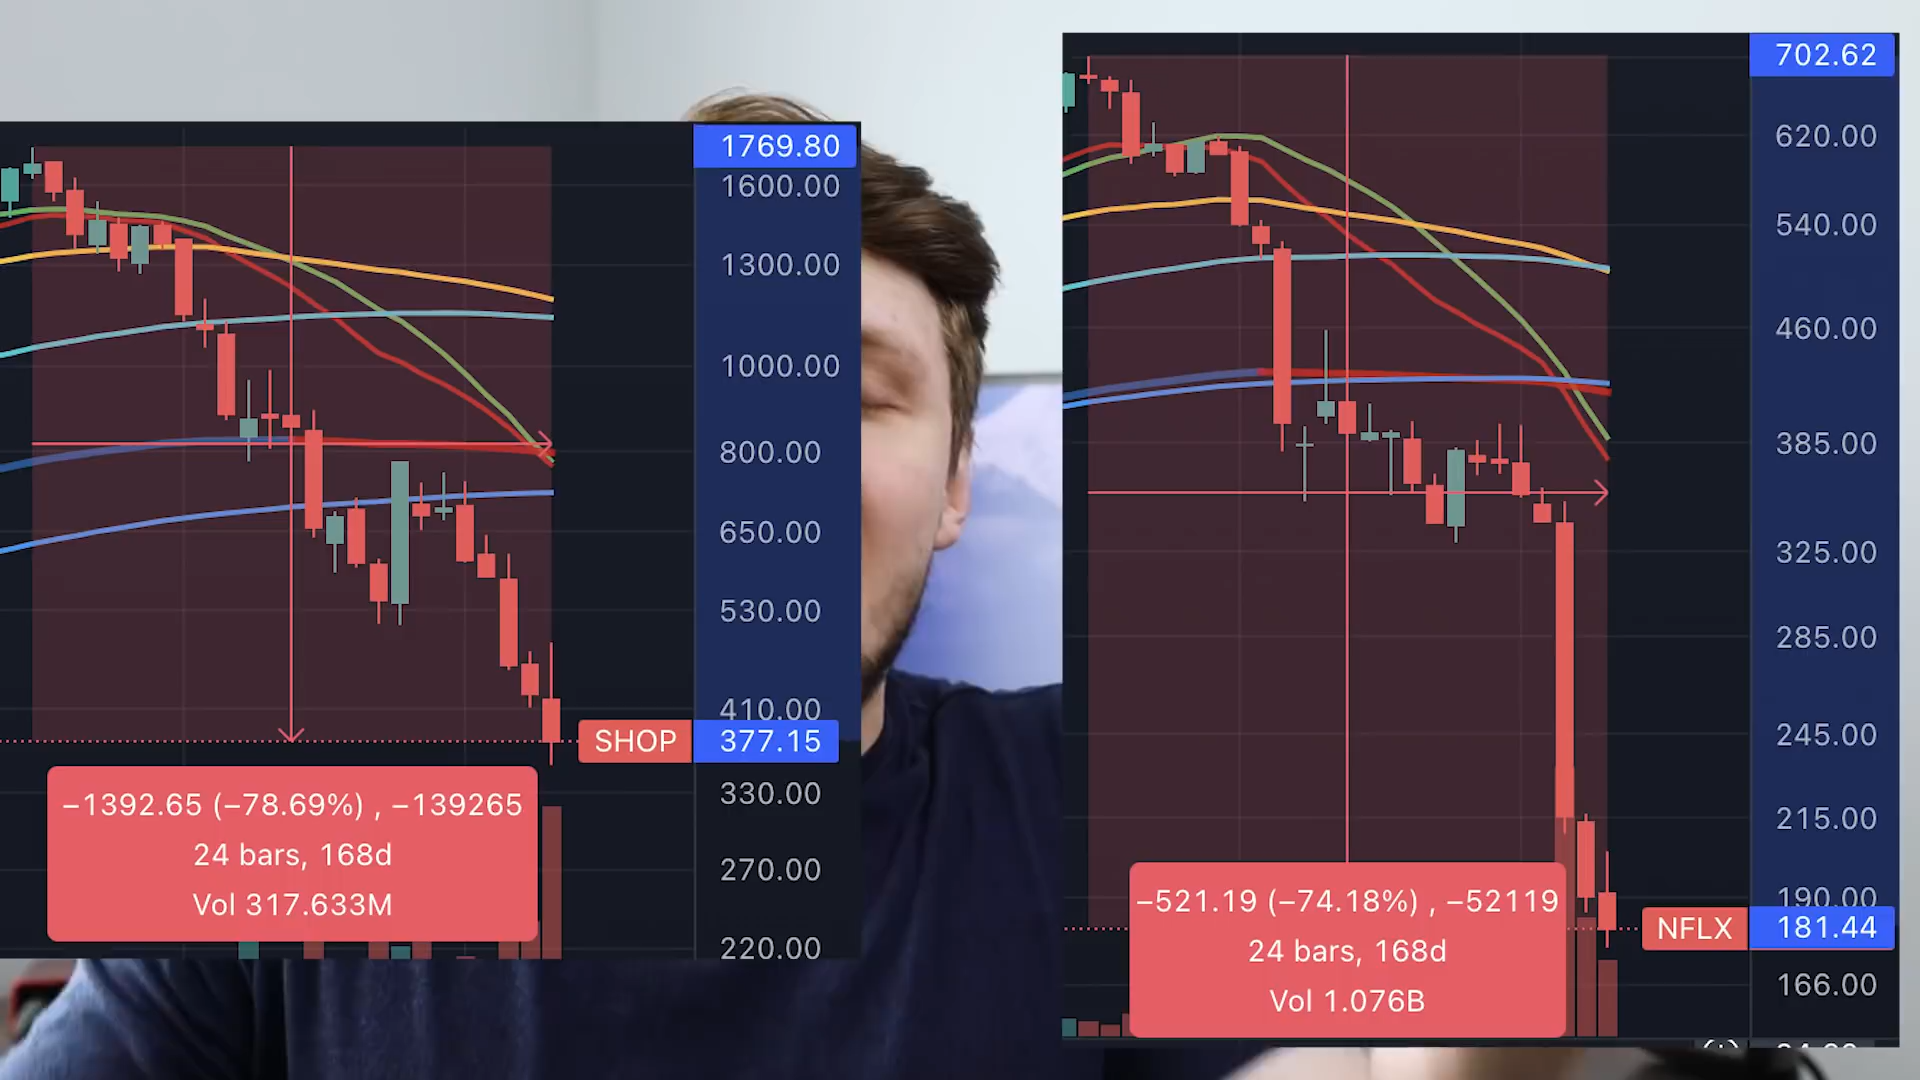 1769.80
1600.00
1300.00
1000.00
800.00
650.00
530.00
410.00
SHOP 377.15
330.00
270.00
220.00
−1392.65 (−78.69%) , −139265
24 bars, 168d
Vol 317.633M
702.62
620.00
540.00
460.00
385.00
325.00
285.00
245.00
215.00
190.00
NFLX 181.44
166.00
−521.19 (−74.18%) , −52119
24 bars, 168d
Vol 1.076B